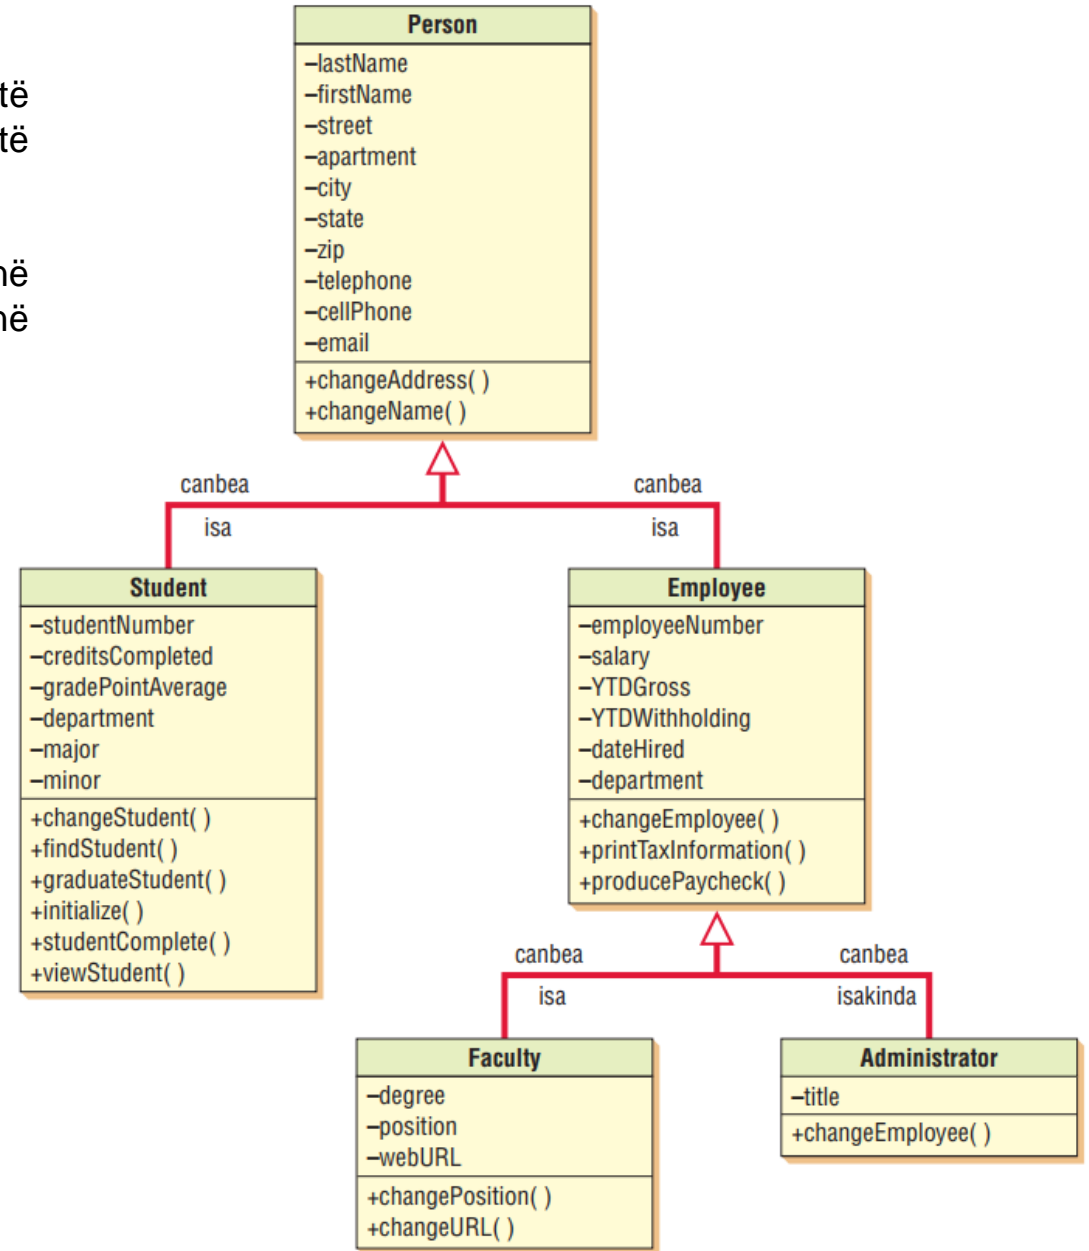 Person
–lastName
–firstName
–street
–apartment
–city
–state
–zip
–telephone
–cellPhone
–email
+changeAddress( )
+changeName( )
canbea
canbea
isa
isa
Student
–studentNumber
–creditsCompleted
–gradePointAverage
–department
–major
–minor
+changeStudent( )
+findStudent( )
+graduateStudent( )
+initialize( )
+studentComplete( )
+viewStudent( )
Employee
–employeeNumber
–salary
–YTDGross
–YTDWithholding
–dateHired
–department
+changeEmployee( )
+printTaxInformation( )
+producePaycheck( )
canbea
canbea
isa
isakinda
Faculty
–degree
–position
–webURL
+changePosition( )
+changeURL( )
Administrator
–title
+changeEmployee( )